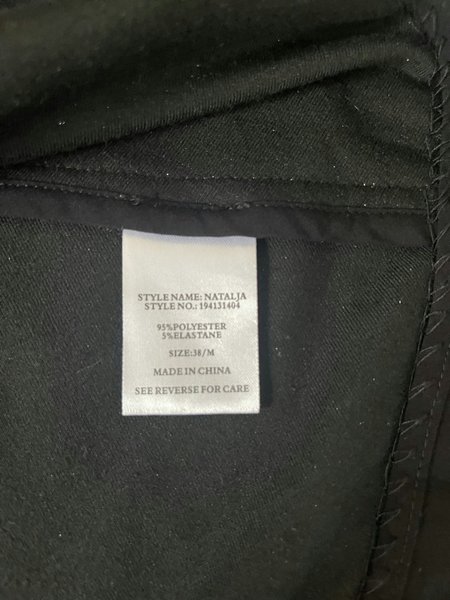 STYLE NAME: NATALJA
STYLE NO.: 194131404
95%POLYESTER
5%ELASTANE
SIZE:38/M
MADE IN CHINA
SEE REVERSE FOR CARE